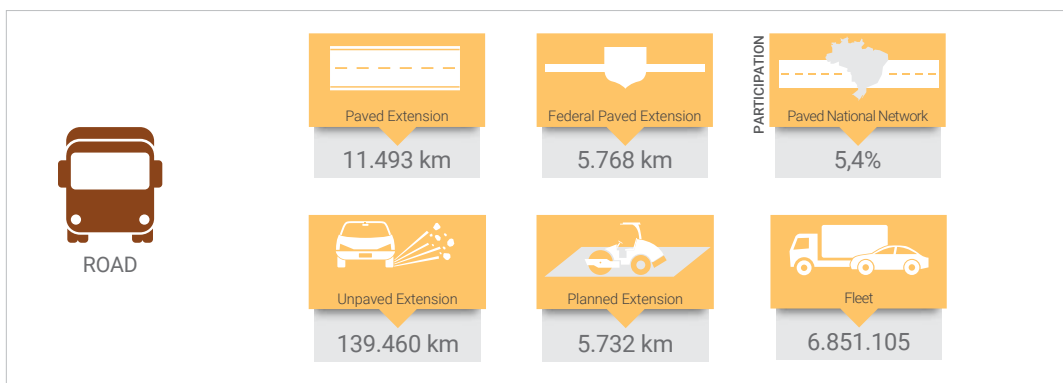 ROAD
PARTICIPATION
Paved Extension
11.493 km
Federal Paved Extension
5.768 km
Paved National Network
5,4%
Unpaved Extension
139.460 km
Planned Extension
5.732 km
Fleet
6.851.105